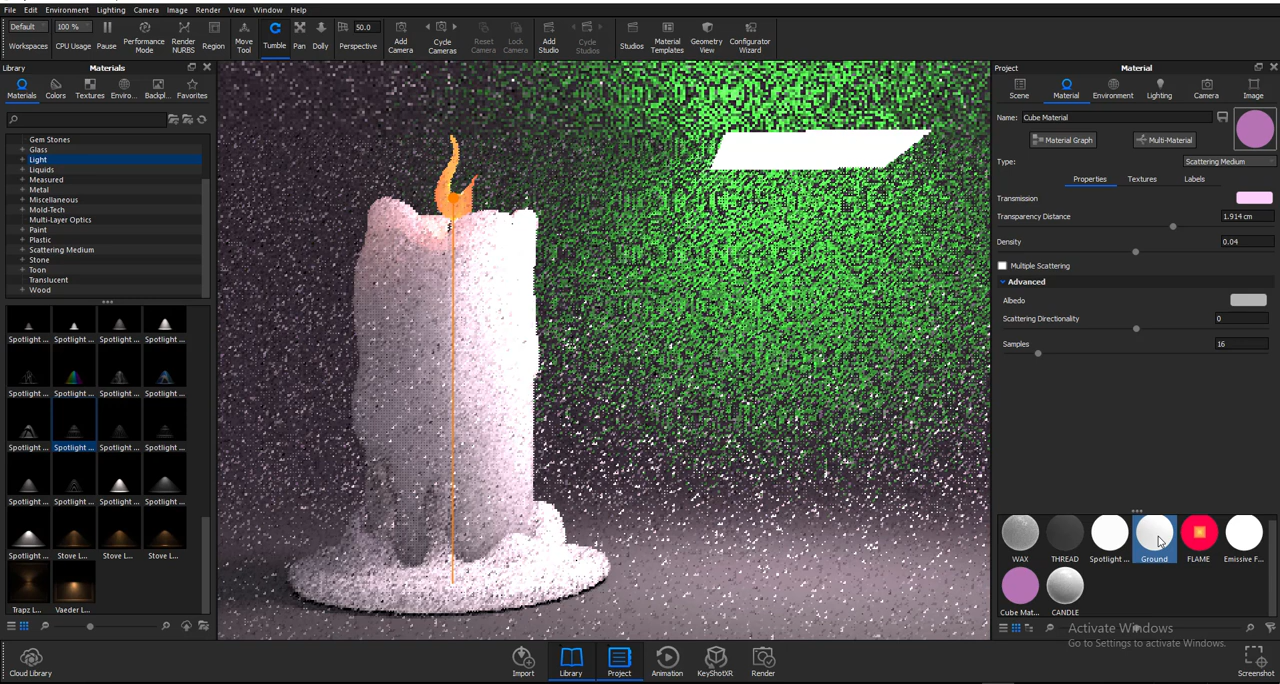 File Edit Environment Lighting Camera Image Render View Window Help
Default 100 % 50.0
Workspaces CPU Usage Pause Performance Mode Render NURBS Region Move Tool Tumble Pan Dolly Perspective Add Camera Cycle Cameras Reset Camera Lock Camera Add Studio Cycle Studios Studios Material Templates Geometry View Configurator Wizard
Library Materials
Materials Colors Textures Enviro... Backpl... Favorites
Gem Stones
Glass
Light
Liquids
Measured
Metal
Miscellaneous
Mold-Tech
Multi-Layer Optics
Paint
Plastic
Scattering Medium
Stone
Toon
Translucent
Wood
Spotlight ... Spotlight ... Spotlight ... Spotlight ...
Spotlight ... Spotlight ... Spotlight ... Spotlight ...
Spotlight ... Spotlight ... Spotlight ... Spotlight ...
Spotlight ... Spotlight ... Spotlight ... Spotlight ...
Spotlight ... Stove L... Stove L... Stove L...
Trapz L... Vaeder L...
Project Material
Scene Material Environment Lighting Camera Image
Name: Cube Material
Material Graph Multi-Material
Type: Scattering Medium
Properties Textures Labels
Transmission
Transparency Distance 1.914 cm
Density 0.04
Multiple Scattering
Advanced
Albedo
Scattering Directionality 0
Samples 16
WAX THREAD Spotlight ... Ground FLAME Emissive F...
Cube Mat... CANDLE
Activate Windows
Go to Settings to activate Windows.
Cloud Library Import Library Project Animation KeyShotXR Render Screenshot